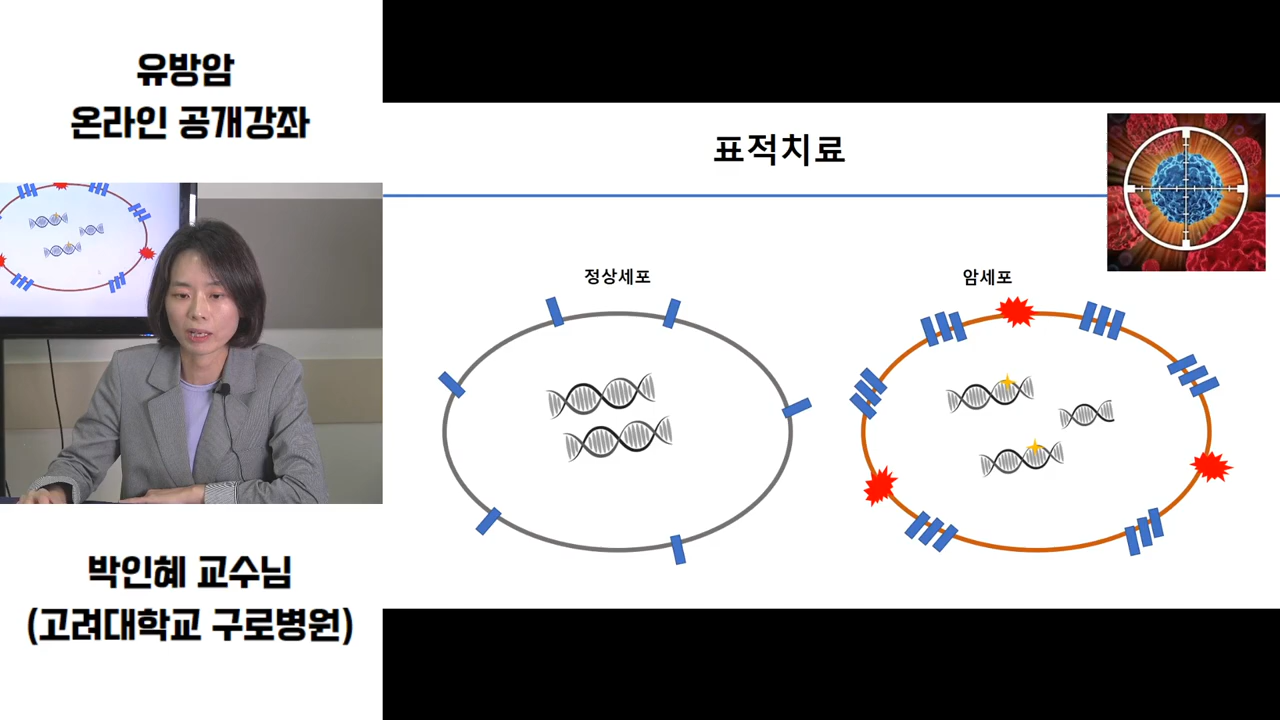 유방암
온라인 공개강좌
박인혜 교수님
(고려대학교 구로병원)
표적치료
정상세포
암세포